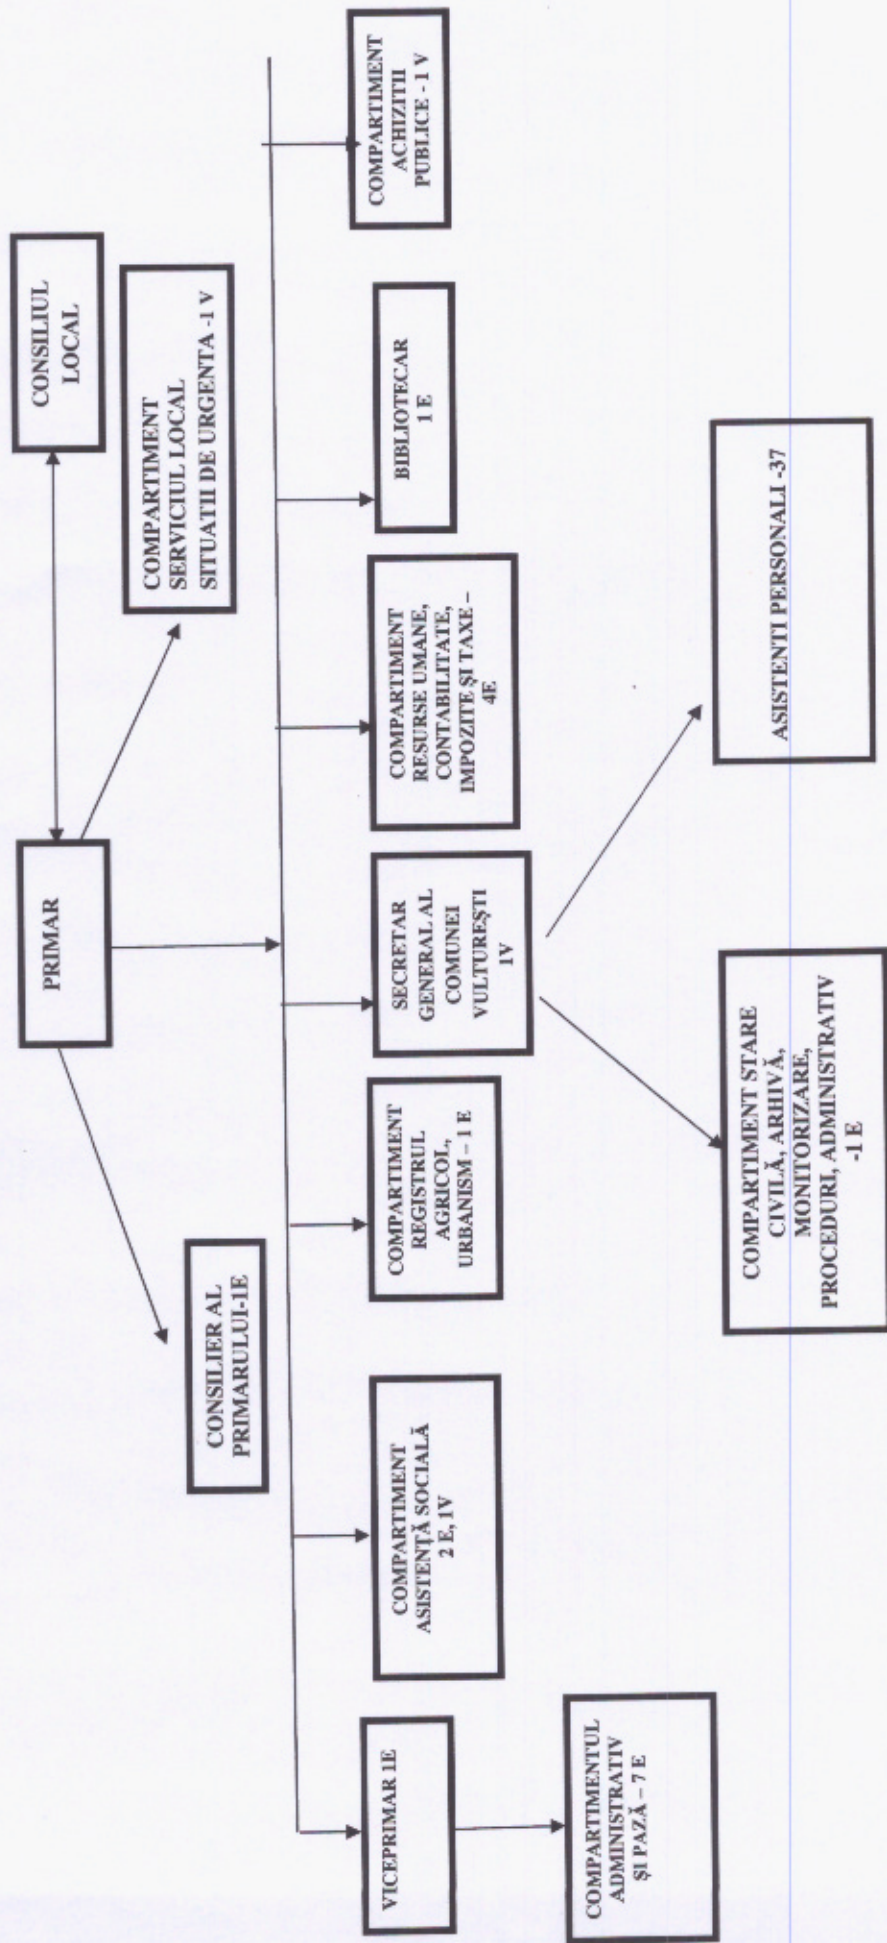 CONSILIUL
LOCAL
PRIMAR
COMPARTIMENT
SERVICIUL LOCAL
SITUATII DE URGENTA -1 V
CONSILIER AL
PRIMARULUI-1E
VICEPRIMAR 1E
COMPARTIMENT
ASISTENȚĂ SOCIALĂ
2 E, 1V
COMPARTIMENT
REGISTRUL
AGRICOL,
URBANISM – 1 E
SECRETAR
GENERAL AL
COMUNEI
VULTUREȘTI
1V
COMPARTIMENT
RESURSE UMANE,
CONTABILITATE,
IMPOZITE ȘI TAXE –
4E
BIBLIOTECAR
1 E
COMPARTIMENT
ACHIZITII
PUBLICE - 1 V
COMPARTIMENTUL
ADMINISTRATIV
ȘI PAZĂ – 7 E
COMPARTIMENT STARE
CIVILĂ, ARHIVĂ,
MONITORIZARE,
PROCEDURI, ADMINISTRATIV
-1 E
ASISTENTI PERSONALI -37